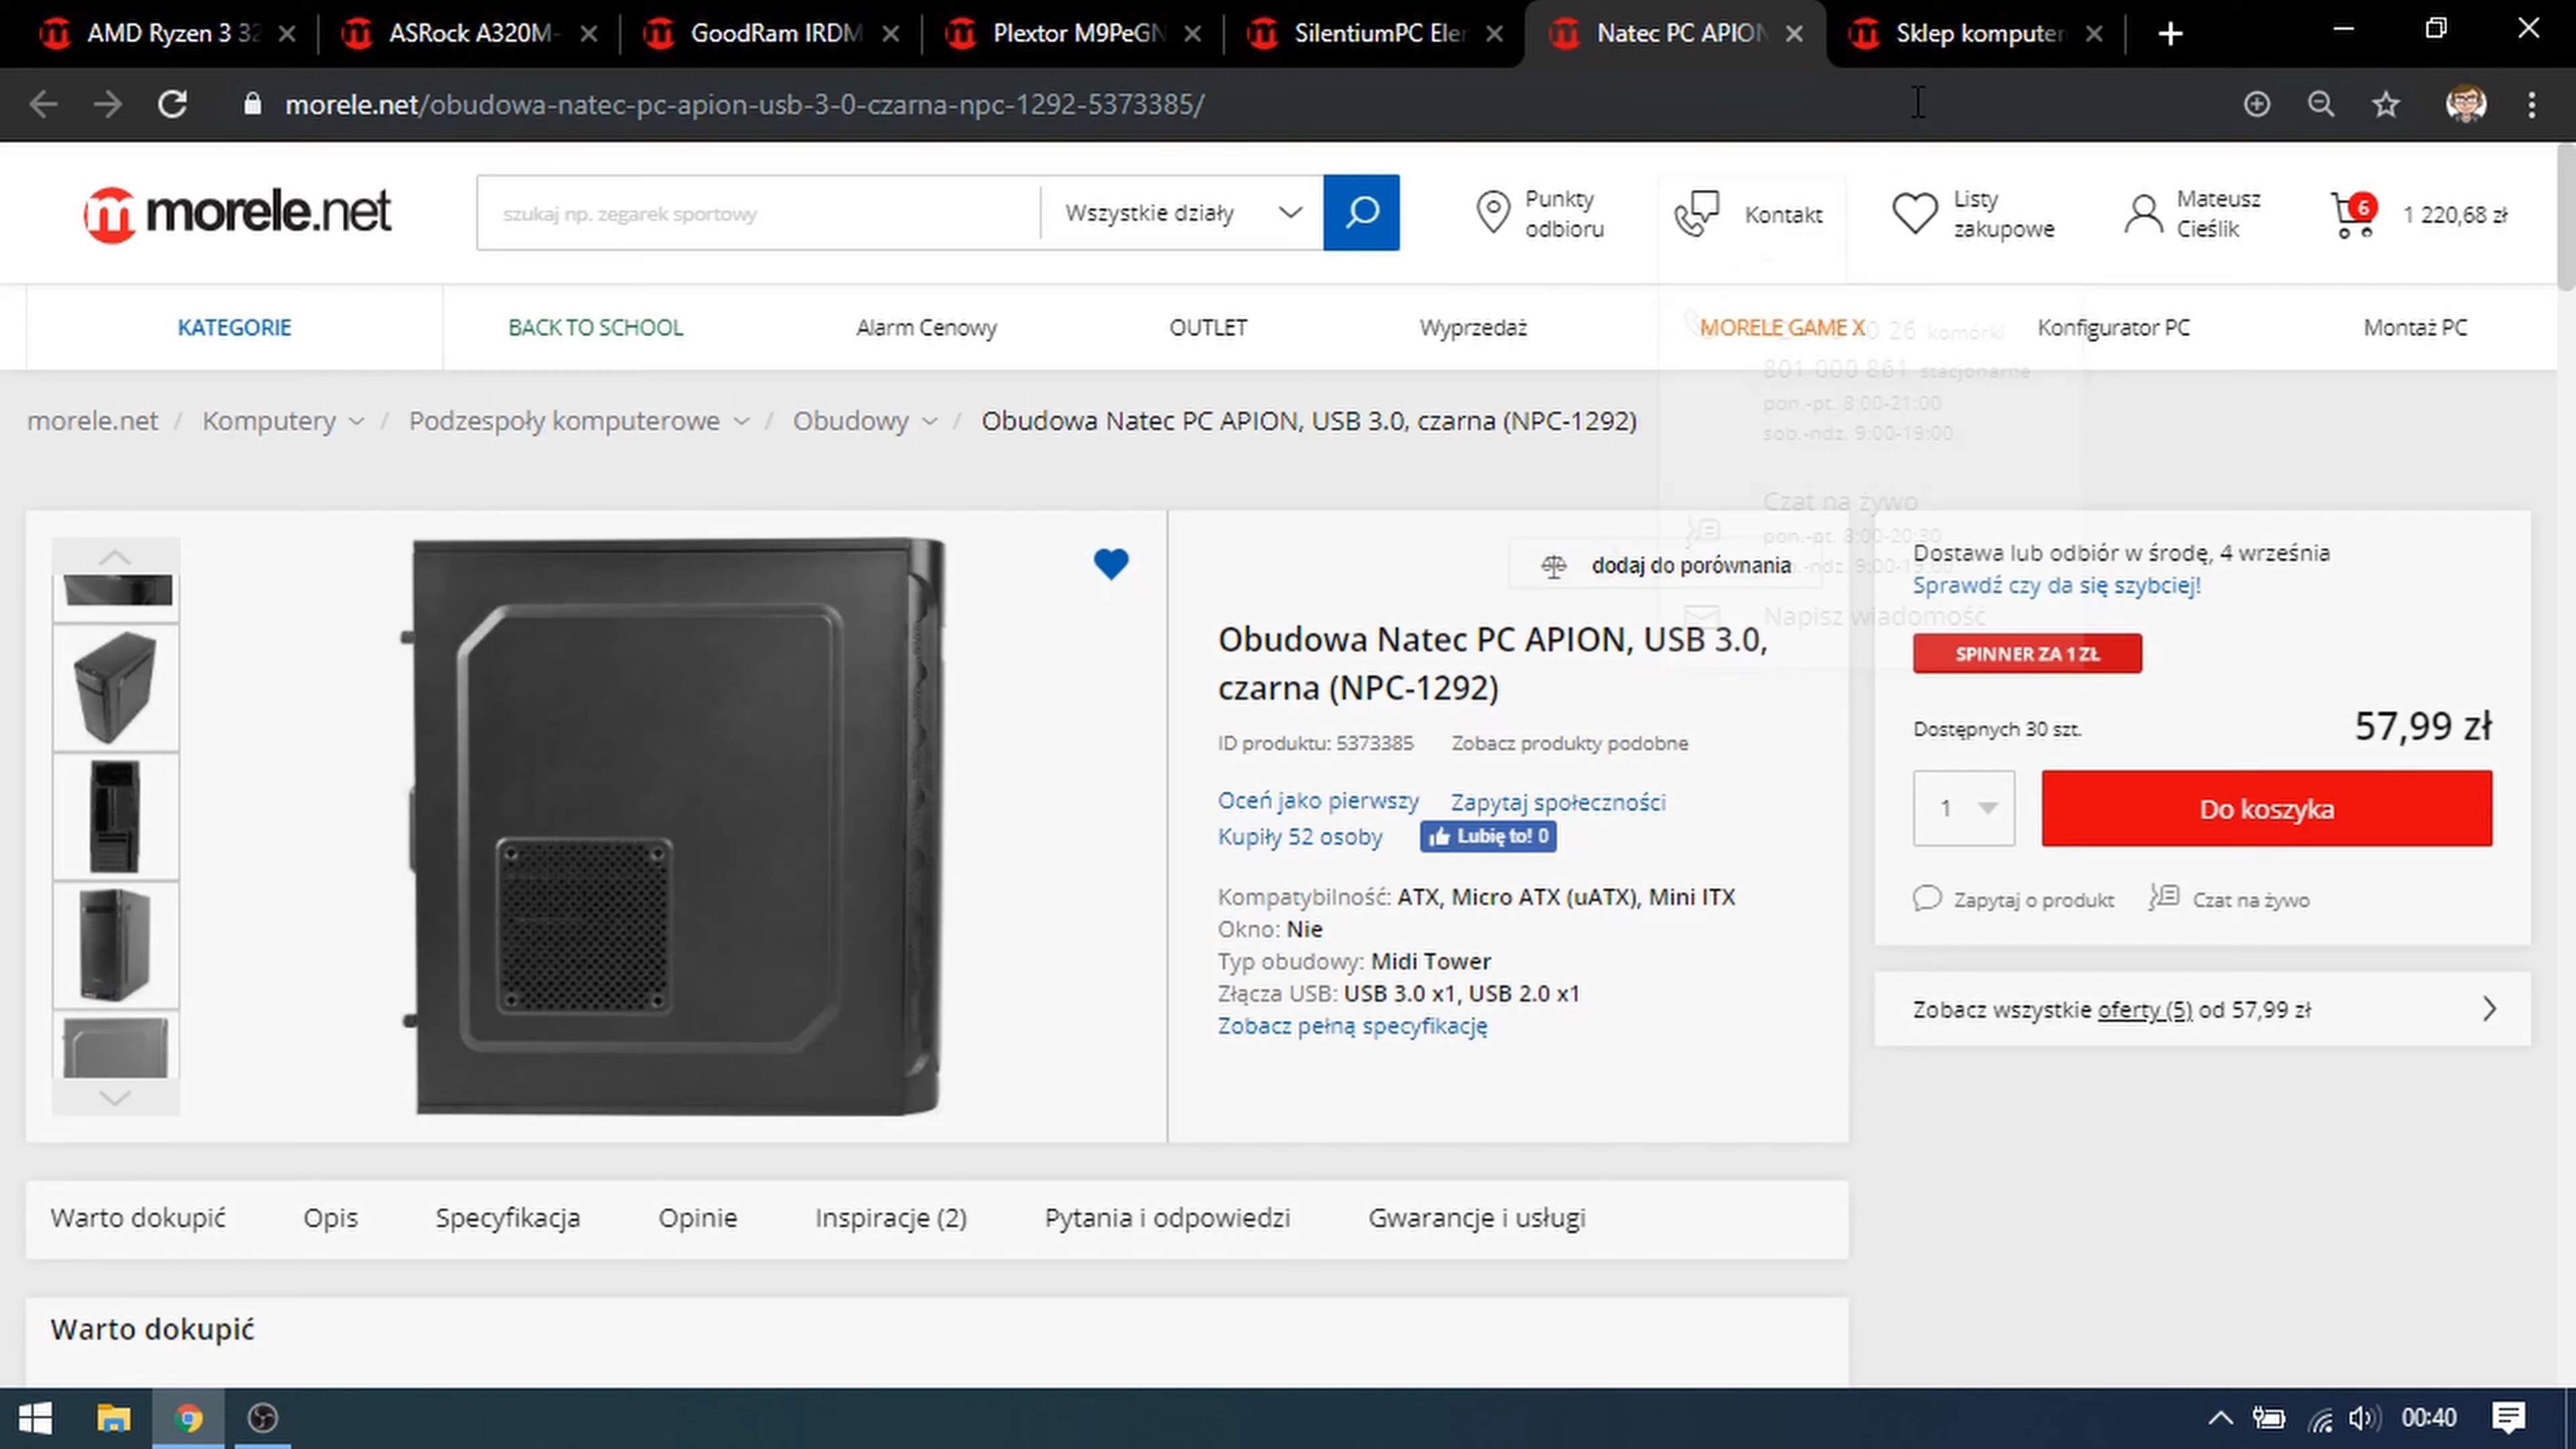 AMD Ryzen 3 32
ASRock A320M-
GoodRam IRDM
Plextor M9PeGN
SilentiumPC Eler
Natec PC APION
Sklep komputer
morele.net/obudowa-natec-pc-apion-usb-3-0-czarna-npc-1292-5373385/
morele.net
szukaj np. zegarek sportowy
Wszystkie działy
Punkty
odbioru
Kontakt
Listy
zakupowe
Mateusz
Cieślik
6
1 220,68 zł
KATEGORIE
BACK TO SCHOOL
Alarm Cenowy
OUTLET
Wyprzedaż
MORELE GAME X
Konfigurator PC
Montaż PC
0 26 komórki
801 000 861 stacjonarne
pon.-pt. 8:00-21:00
sob.-ndz. 9:00-19:00
Czat na żywo
pon.-pt. 8:00-20:30
-ndz. 9:00-19:00
Napisz wiadomość
morele.net / Komputery / Podzespoły komputerowe / Obudowy / Obudowa Natec PC APION, USB 3.0, czarna (NPC-1292)
dodaj do porównania
Obudowa Natec PC APION, USB 3.0,
czarna (NPC-1292)
ID produktu: 5373385 Zobacz produkty podobne
Oceń jako pierwszy Zapytaj społeczności
Kupiły 52 osoby Lubię to! 0
Kompatybilność: ATX, Micro ATX (uATX), Mini ITX
Okno: Nie
Typ obudowy: Midi Tower
Złącza USB: USB 3.0 x1, USB 2.0 x1
Zobacz pełną specyfikację
Dostawa lub odbiór w środę, 4 września
Sprawdź czy da się szybciej!
SPINNER ZA 1 ZŁ
Dostępnych 30 szt. 57,99 zł
1
Do koszyka
Zapytaj o produkt Czat na żywo
Zobacz wszystkie oferty (5) od 57,99 zł
Warto dokupić
Opis
Specyfikacja
Opinie
Inspiracje (2)
Pytania i odpowiedzi
Gwarancje i usługi
Warto dokupić
00:40